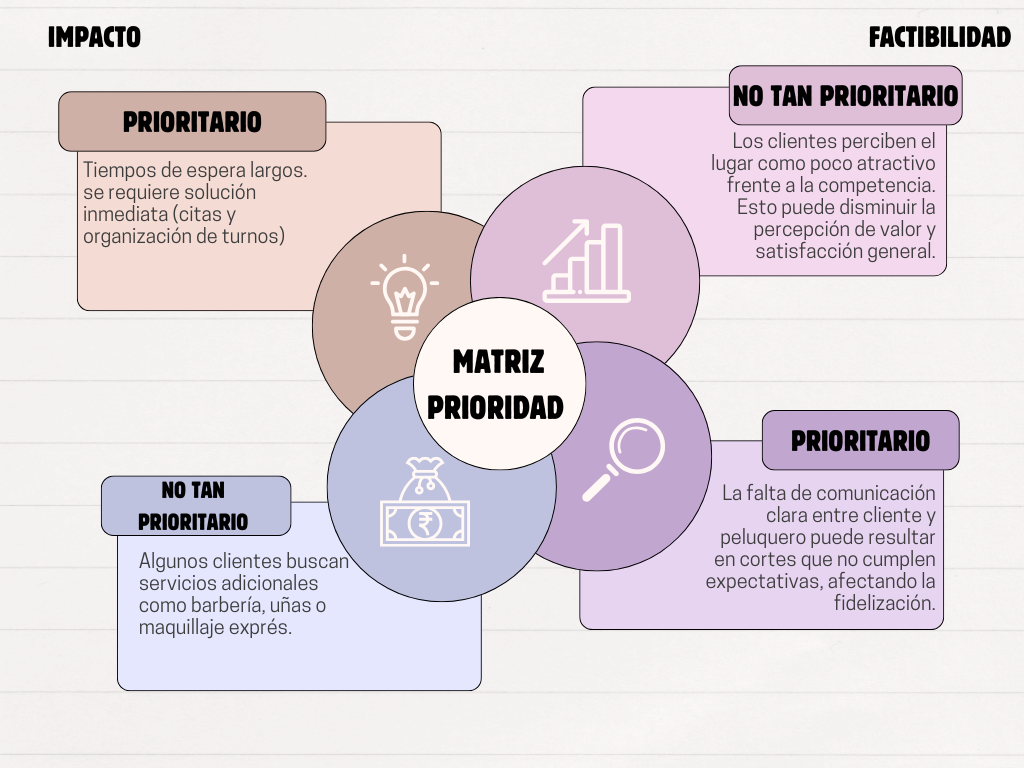 IMPACTO
FACTIBILIDAD
PRIORITARIO
Tiempos de espera largos.
se requiere solución
inmediata (citas y
organización de turnos)
NO TAN PRIORITARIO
Los clientes perciben el
lugar como poco atractivo
frente a la competencia.
Esto puede disminuir la
percepción de valor y
satisfacción general.
MATRIZ
PRIORIDAD
NO TAN
PRIORITARIO
Algunos clientes buscan
servicios adicionales
como barbería, uñas o
maquillaje exprés.
₹
PRIORITARIO
La falta de comunicación
clara entre cliente y
peluquero puede resultar
en cortes que no cumplen
expectativas, afectando la
fidelización.